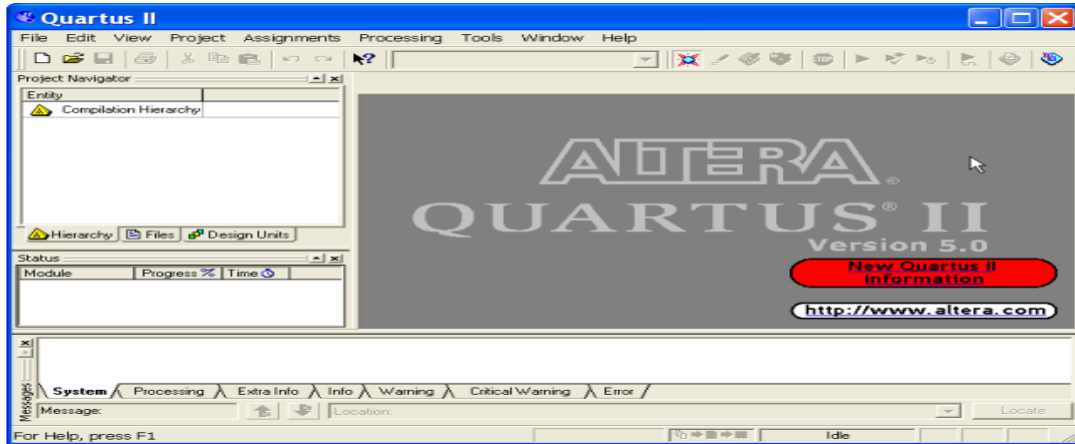 Quartus II
File Edit View Project Assignments Processing Tools Window Help
Project Navigator
Entity
Compilation Hierarchy
Hierarchy Files Design Units
Status
Module Progress % Time
ALTERA®
QUARTUS® II
Version 5.0
New Quartus II
Information
http://www.altera.com
Messages
System Processing Extra Info Info Warning Critical Warning Error
Message: Location: Locate
For Help, press F1 Idle